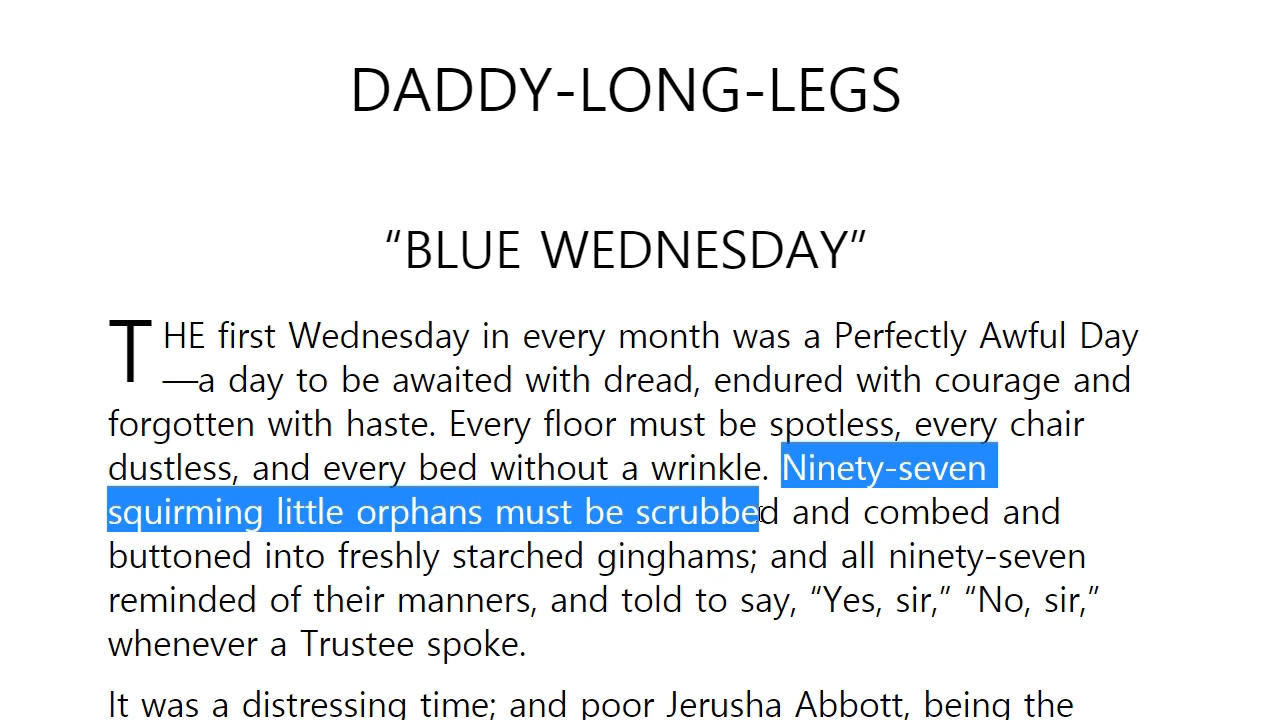 DADDY-LONG-LEGS
“BLUE WEDNESDAY”
THE first Wednesday in every month was a Perfectly Awful Day
—a day to be awaited with dread, endured with courage and
forgotten with haste. Every floor must be spotless, every chair
dustless, and every bed without a wrinkle. Ninety-seven
squirming little orphans must be scrubbed and combed and
buttoned into freshly starched ginghams; and all ninety-seven
reminded of their manners, and told to say, “Yes, sir,” “No, sir,”
whenever a Trustee spoke.
It was a distressing time; and poor Jerusha Abbott, being the